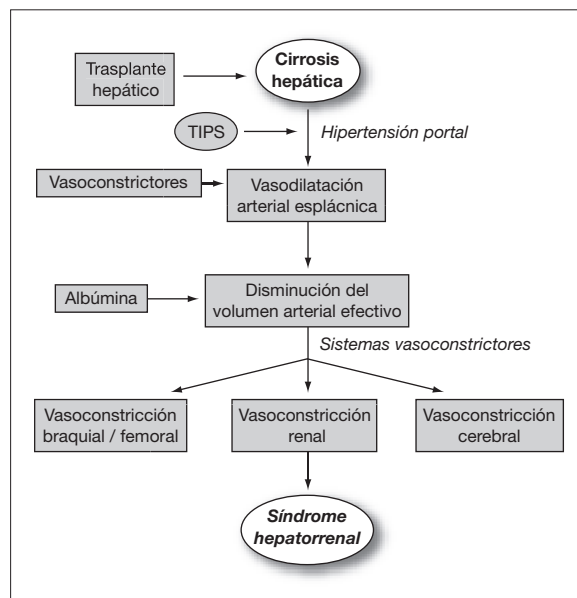 Trasplante
hepático
Cirrosis
hepática
TIPS
Hipertensión portal
Vasoconstrictores
Vasodilatación
arterial esplácnica
Albúmina
Disminución del
volumen arterial efectivo
Sistemas vasoconstrictores
Vasoconstricción
braquial / femoral
Vasoconstricción
renal
Vasoconstricción
cerebral
Síndrome
hepatorrenal